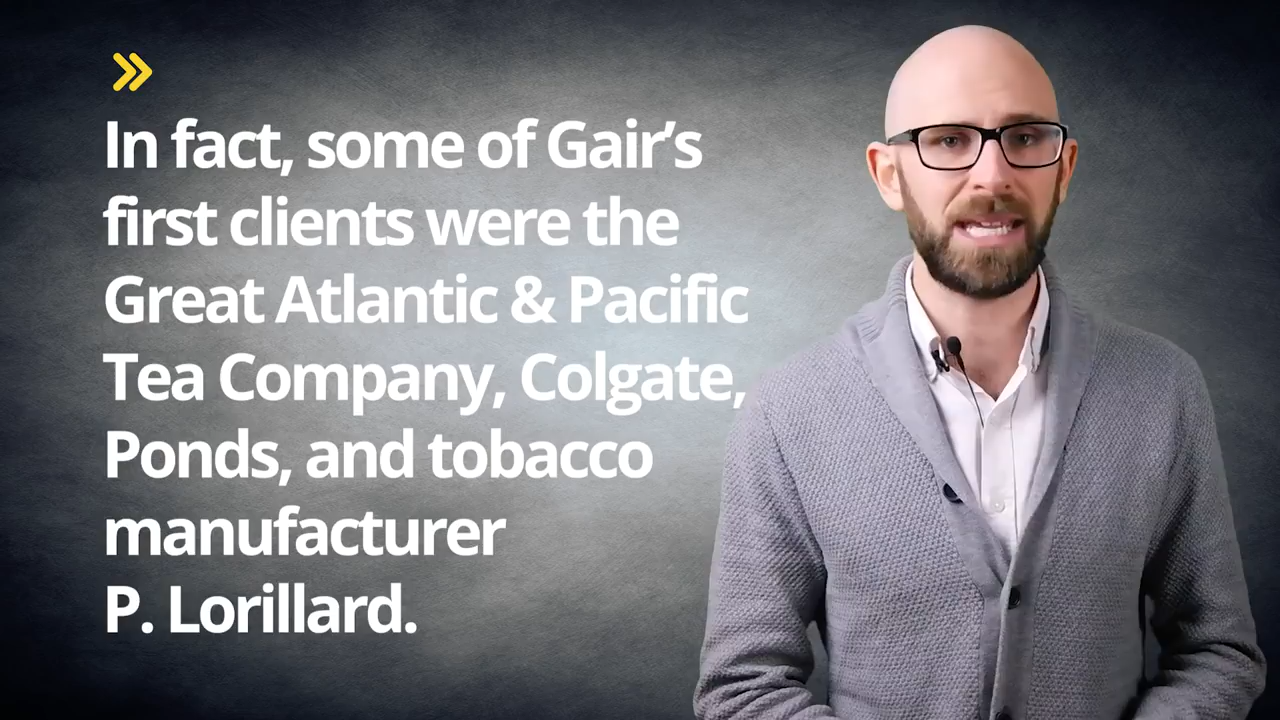 In fact, some of Gair’s
first clients were the
Great Atlantic & Pacific
Tea Company, Colgate,
Ponds, and tobacco
manufacturer
P. Lorillard.